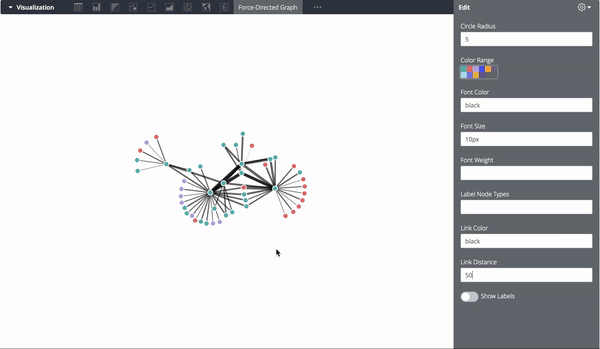 Visualization
Force-Directed Graph
Edit
Circle Radius
5
Color Range
Font Color
black
Font Size
10px
Font Weight
Label Node Types
Link Color
black
Link Distance
50
Show Labels